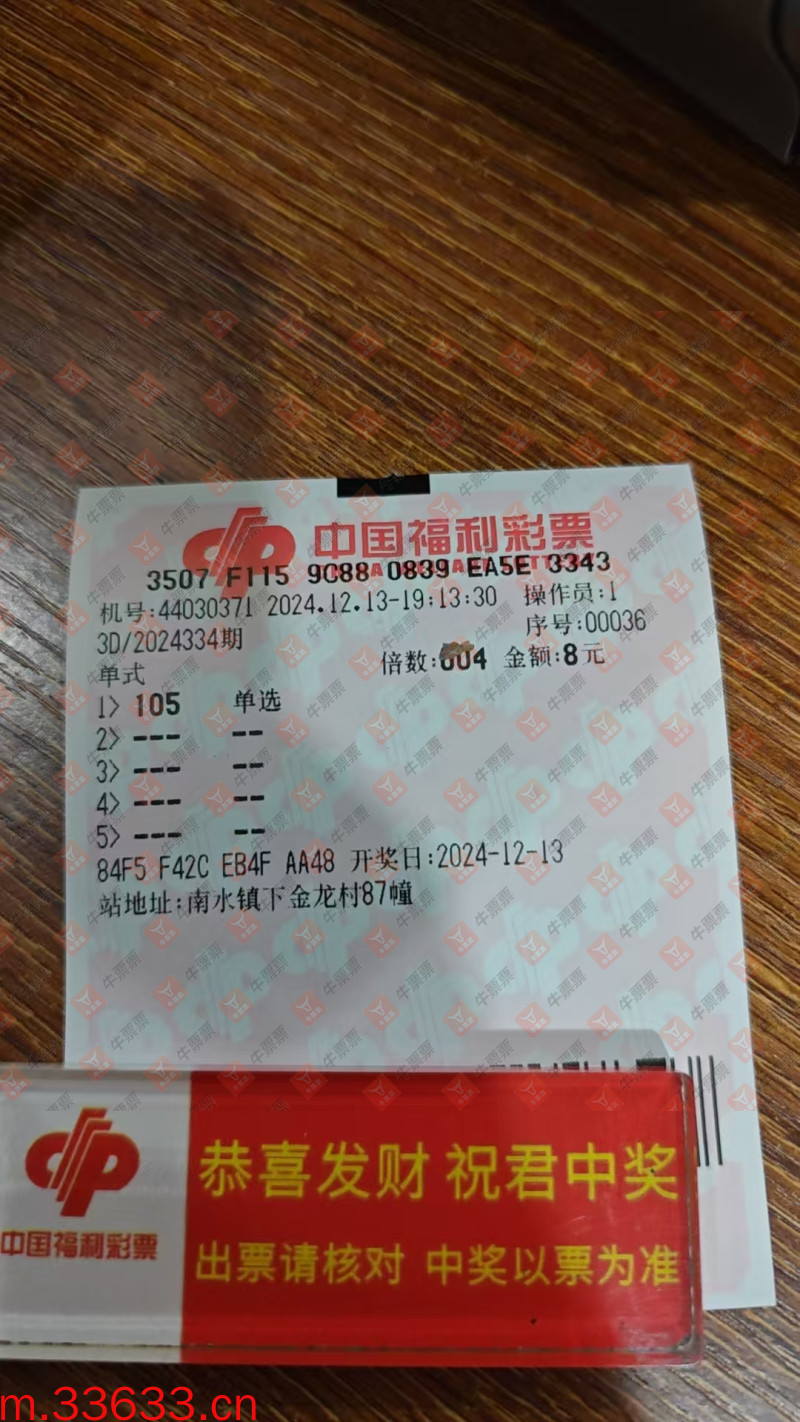 中国福利彩票
3507 F115 9C88 0839 EA5E 3343
机号:44030371 2024.12.13-19:13:30 操作员:1
序号:00036
3D/2024334期
倍数:004 金额:8元
单式
1> 105 单选
2> --- --
3> --- --
4> --- --
5> --- --
84F5 F42C EB4F AA48 开奖日:2024-12-13
站地址:南水镇下金龙村87幢
恭喜发财 祝君中奖
中国福利彩票
出票请核对 中奖以票为准
m.33633.cn
牛票票